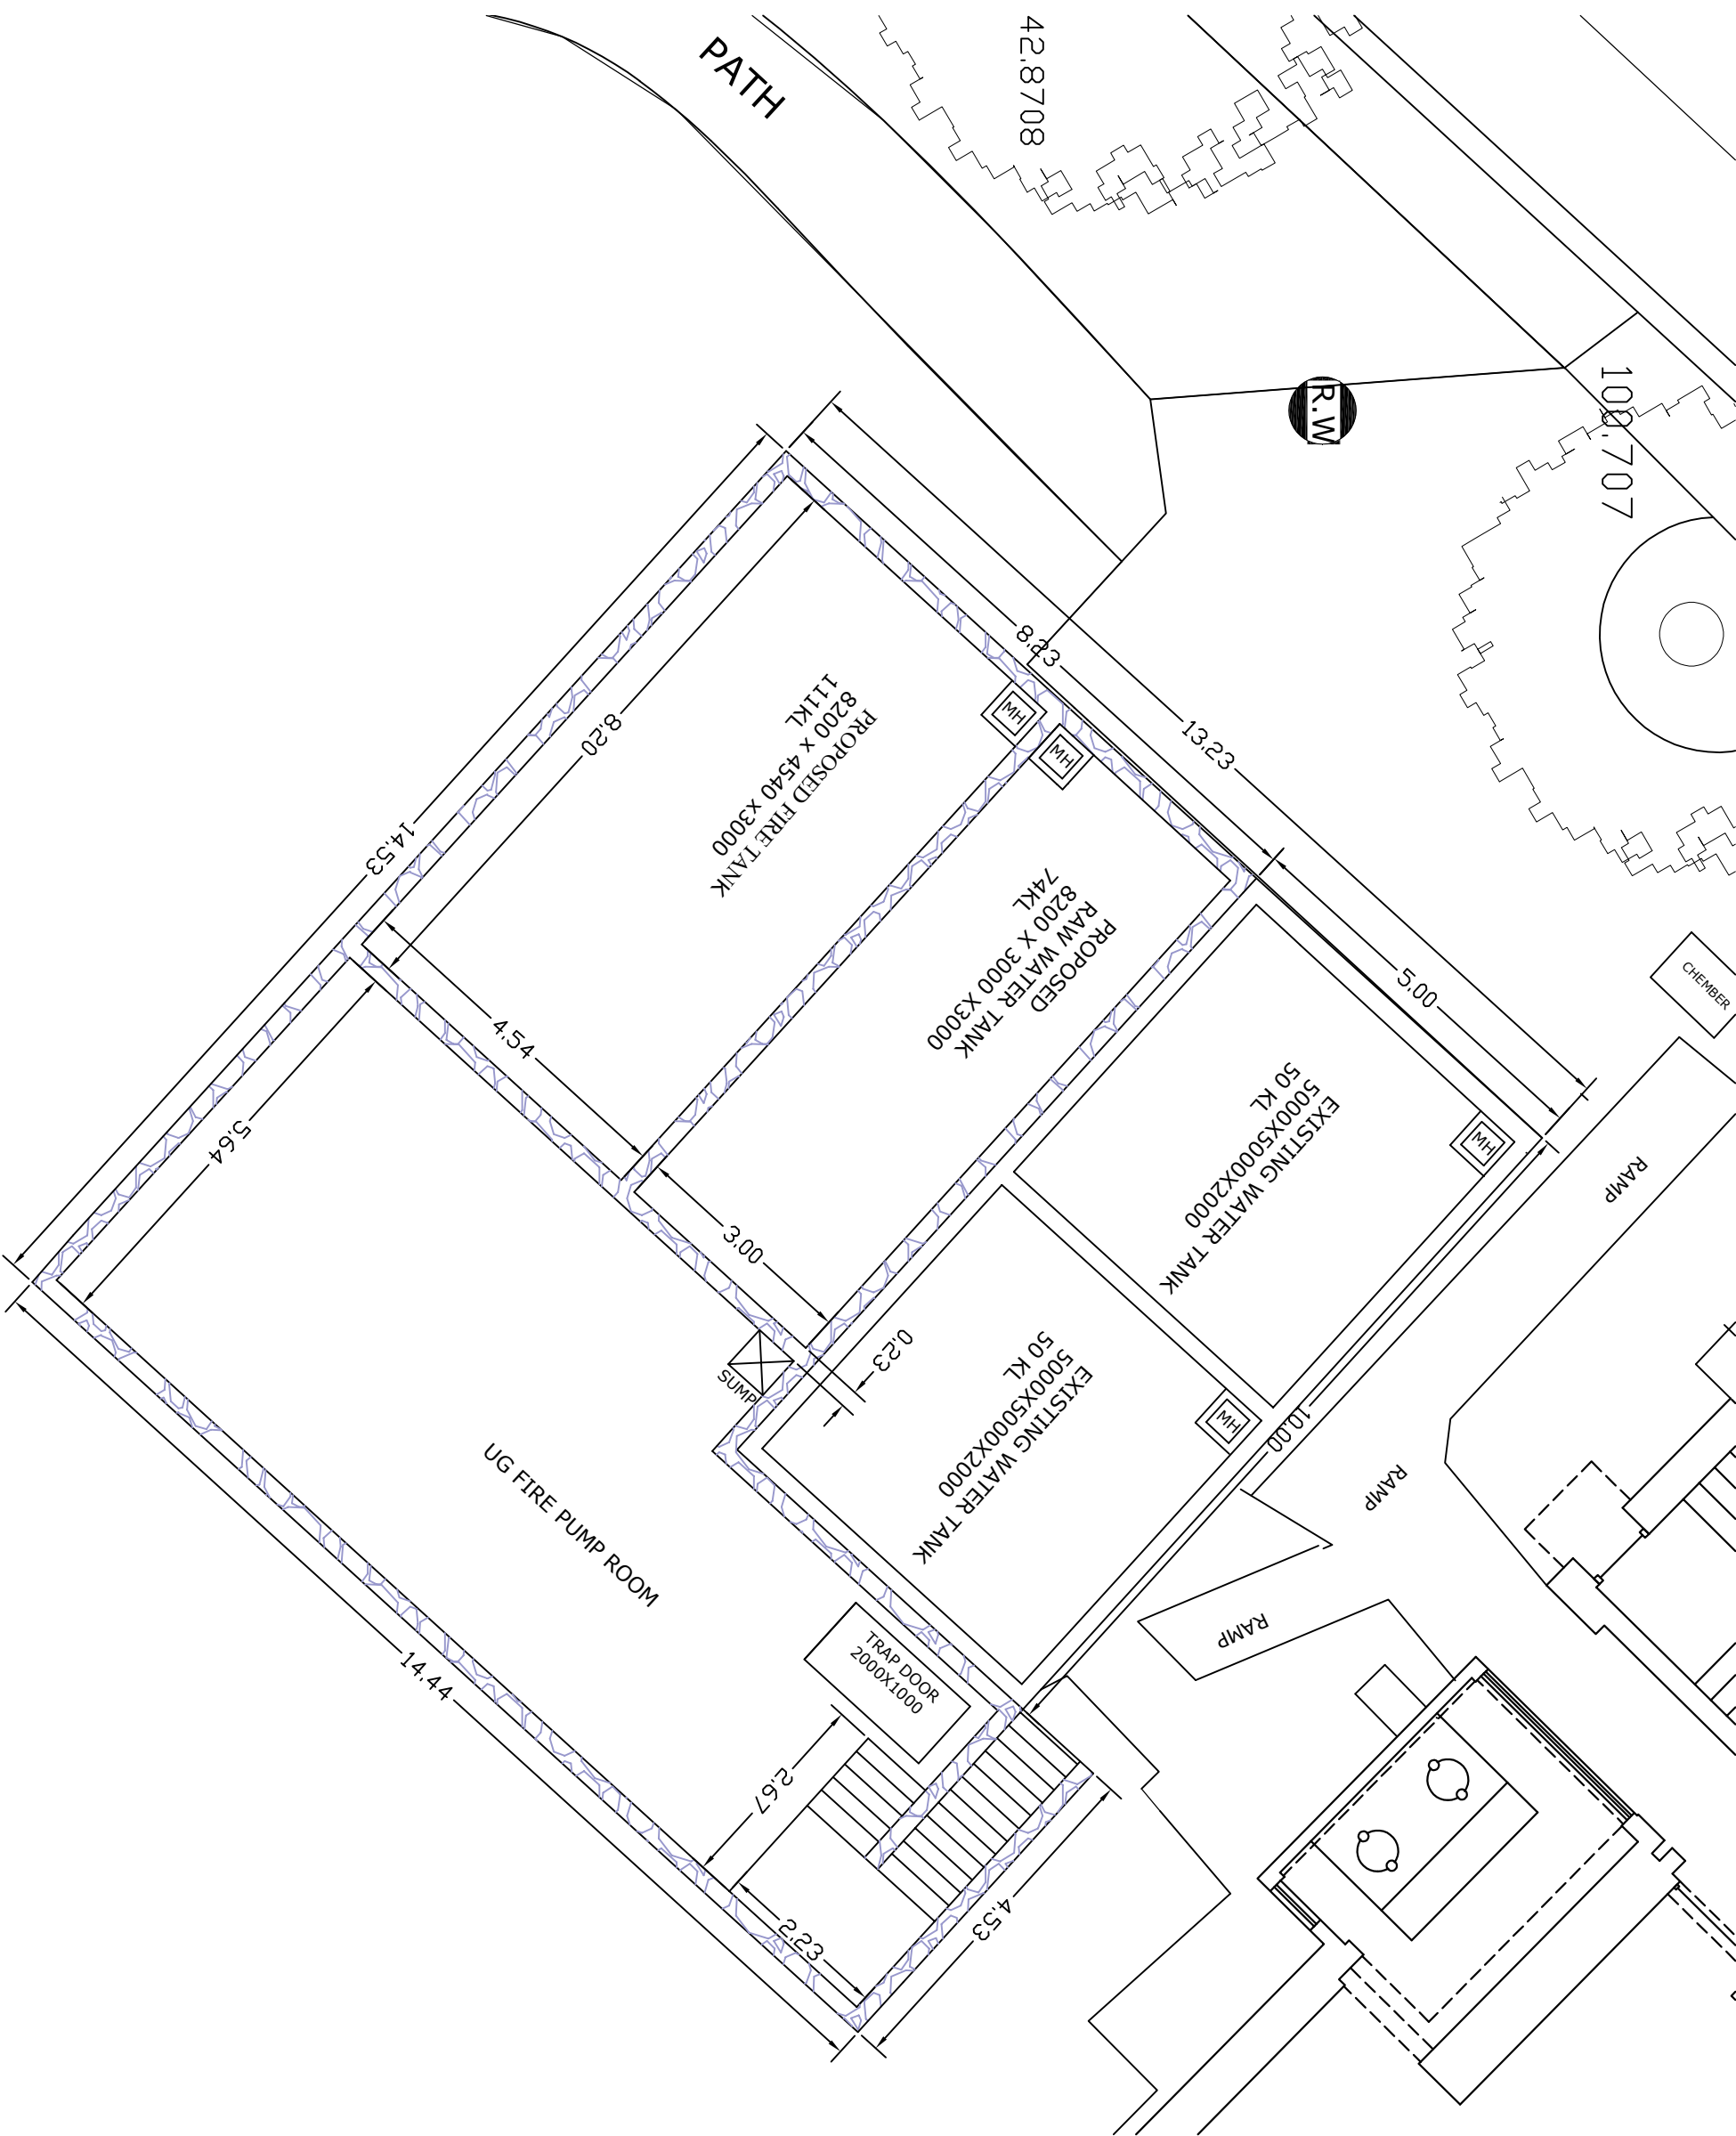 PATH
42.8708
R.W
100.707
8.23
13.23
5.00
PROPOSED FIRE TANK
8200 x 4540 x3000
111KL
8.20
14.53
MH
MH
PROPOSED
RAW WATER TANK
8200 X 3000 X3000
74KL
CHEMBER
4.54
5.64
EXISTING WATER TANK
5000X5000X2000
50 KL
MH
RAMP
3.00
0.23
SUMP
EXISTING WATER TANK
5000X5000X2000
50 KL
MH
10.00
RAMP
UG FIRE PUMP ROOM
RAMP
TRAP DOOR
2000X1000
14.44
2.67
2.23
4.53